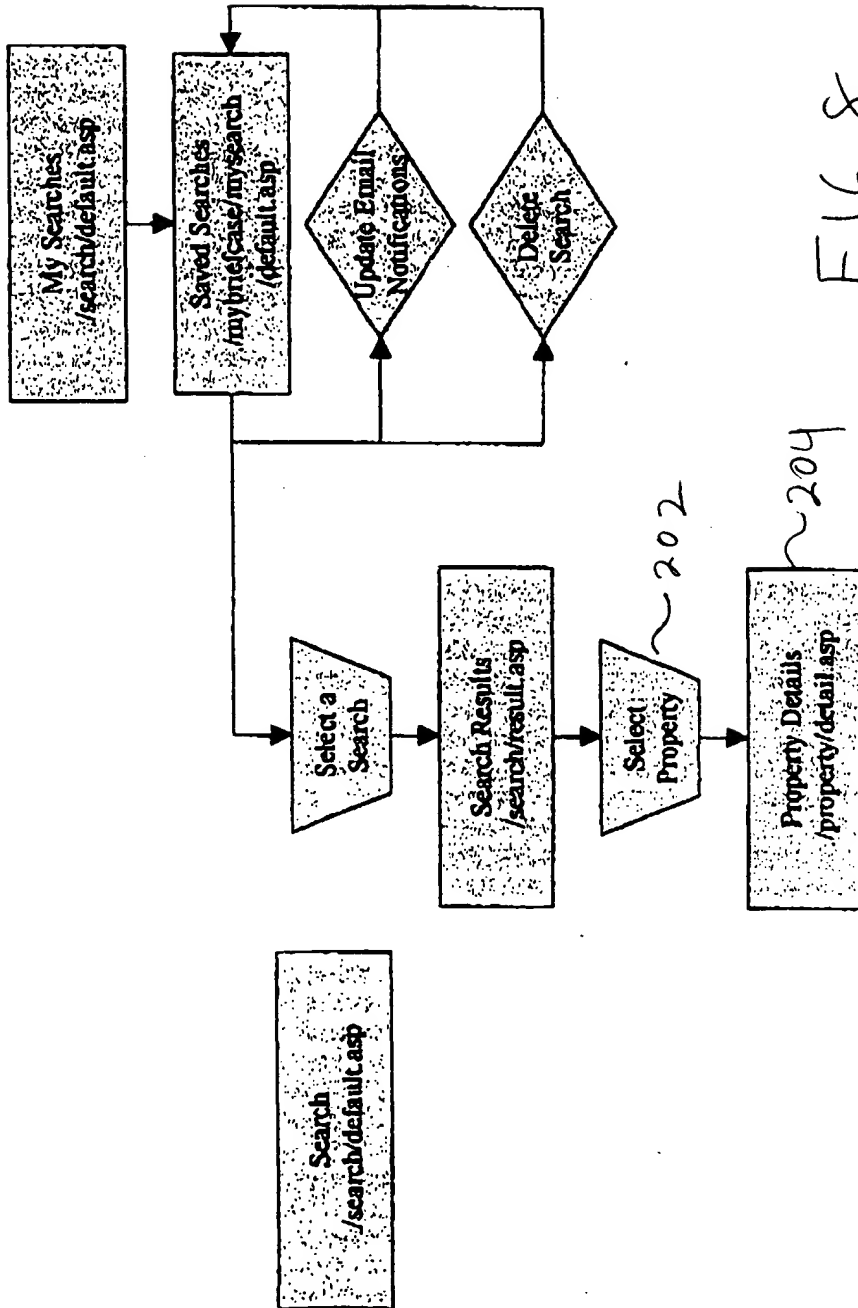 My Searches
/search/default.asp
Saved Searches
/mybriefcase/mysearch
/default.asp
Update Email
Notifications
Delete
Search
Select a
Search
Search Results
/search/result.asp
Select
Property
202
Property Details
/property/detail.asp
204
Search
/search/default.asp
FIG 8